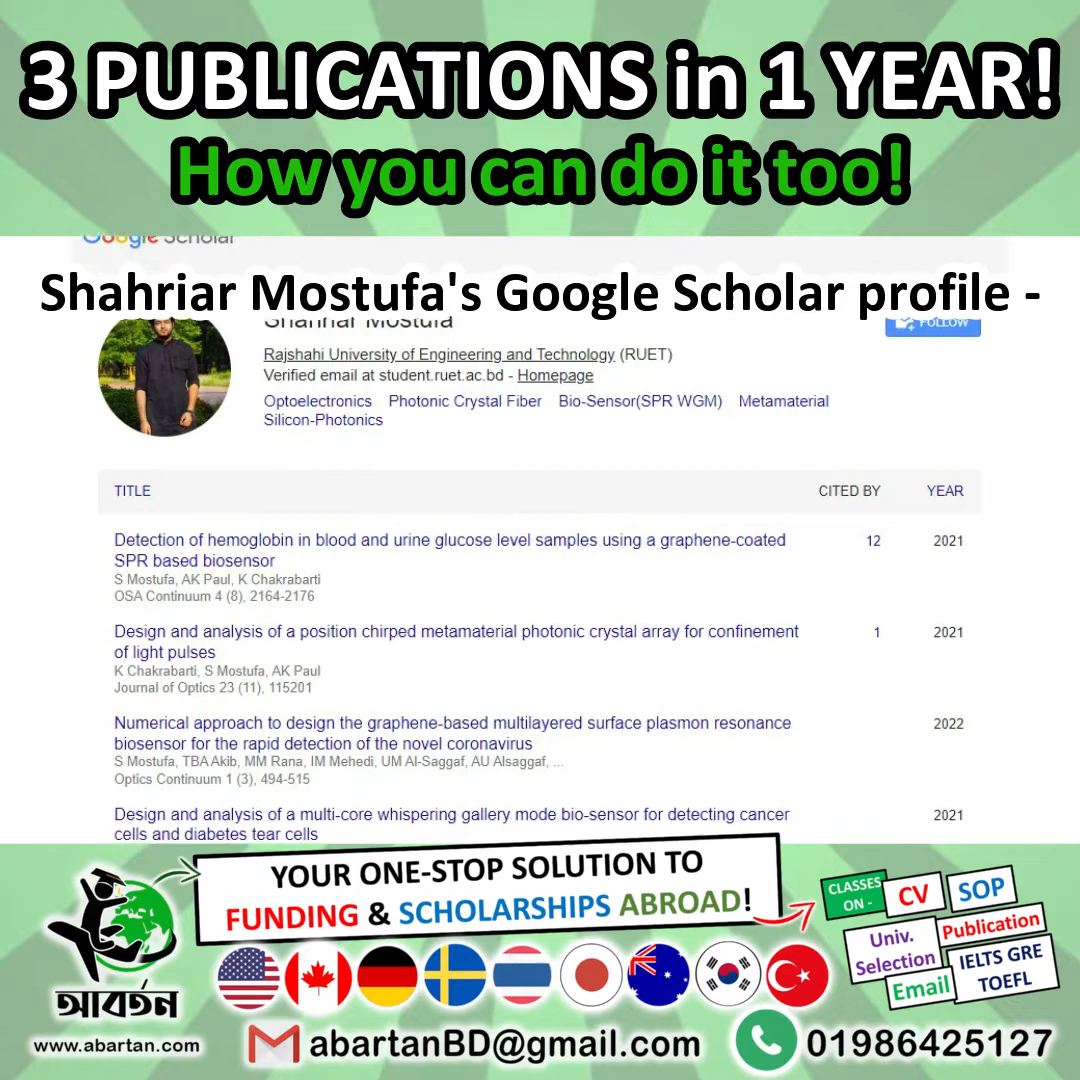 3 PUBLICATIONS in 1 YEAR!
How you can do it too!
Google Scholar
Shahriar Mostufa's Google Scholar profile -
Shahriar Mostufa
FOLLOW
Rajshahi University of Engineering and Technology (RUET)
Verified email at student.ruet.ac.bd - Homepage
Optoelectronics Photonic Crystal Fiber Bio-Sensor(SPR WGM) Metamaterial
Silicon-Photonics
TITLE CITED BY YEAR
Detection of hemoglobin in blood and urine glucose level samples using a graphene-coated 12 2021
SPR based biosensor
S Mostufa, AK Paul, K Chakrabarti
OSA Continuum 4 (8), 2164-2176
Design and analysis of a position chirped metamaterial photonic crystal array for confinement 1 2021
of light pulses
K Chakrabarti, S Mostufa, AK Paul
Journal of Optics 23 (11), 115201
Numerical approach to design the graphene-based multilayered surface plasmon resonance 2022
biosensor for the rapid detection of the novel coronavirus
S Mostufa, TBA Akib, MM Rana, IM Mehedi, UM Al-Saggaf, AU Alsaggaf, ...
Optics Continuum 1 (3), 494-515
Design and analysis of a multi-core whispering gallery mode bio-sensor for detecting cancer 2021
cells and diabetes tear cells
YOUR ONE-STOP SOLUTION TO
FUNDING & SCHOLARSHIPS ABROAD!
CLASSES
ON -
CV
SOP
Univ.
Selection
Publication
Email
IELTS GRE
TOEFL
আবর্তন
www.abartan.com
abartanBD@gmail.com
01986425127